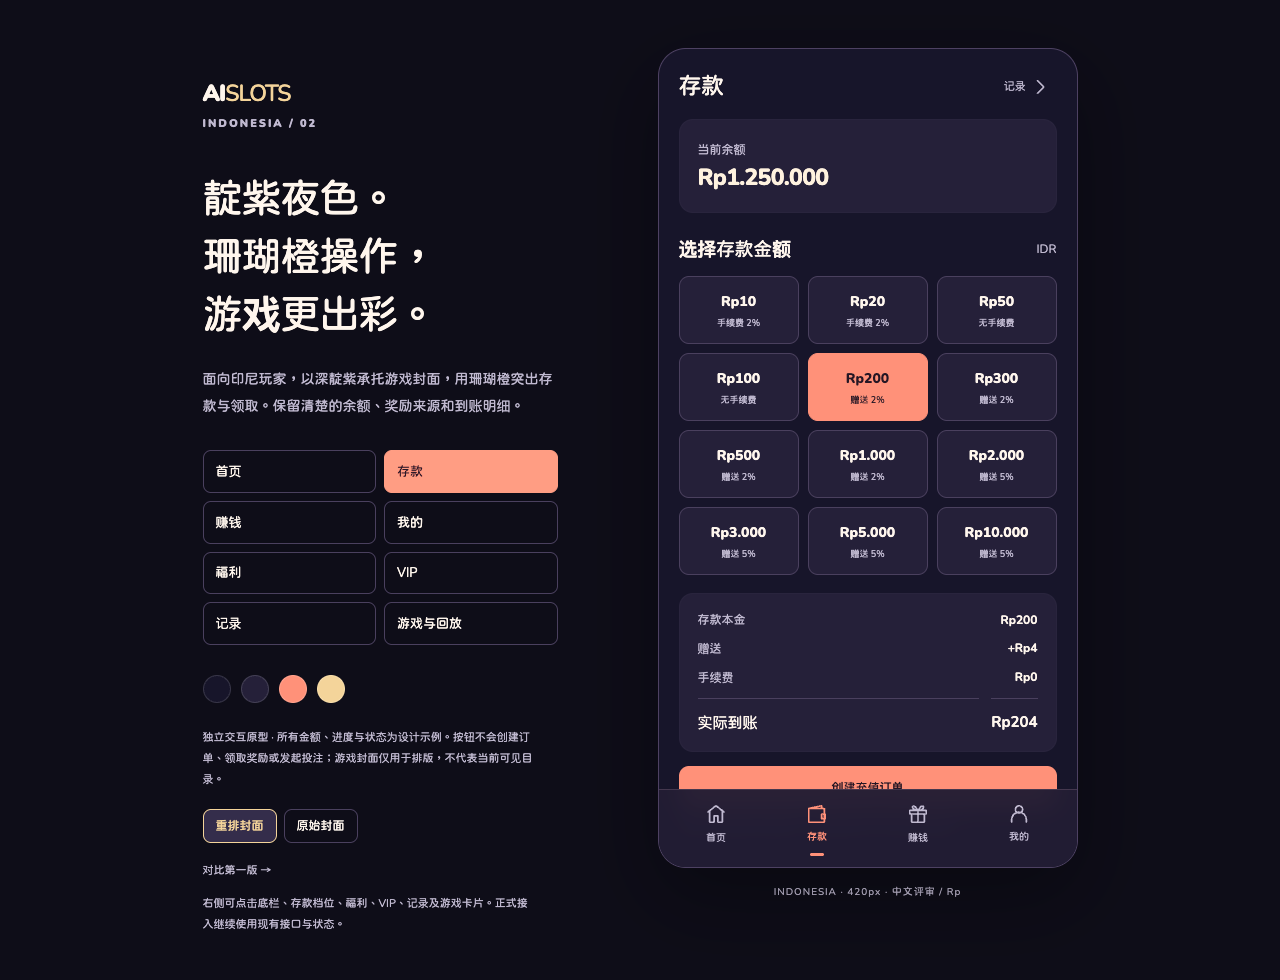 AISLOTS
INDONESIA / 02
靛紫夜色。
珊瑚橙操作，
游戏更出彩。
面向印尼玩家，以深靛紫承托游戏封面，用珊瑚橙突出存
款与领取。保留清楚的余额、奖励来源和到账明细。
首页
存款
赚钱
我的
福利
VIP
记录
游戏与回放
独立交互原型 · 所有金额、进度与状态为设计示例。按钮不会创建订
单、领取奖励或发起投注；游戏封面仅用于排版，不代表当前可见目
录。
重排封面
原始封面
对比第一版 →
右侧可点击底栏、存款档位、福利、VIP、记录及游戏卡片。正式接
入继续使用现有接口与状态。
存款
记录
当前余额
Rp1.250.000
选择存款金额
IDR
Rp10
手续费 2%
Rp20
手续费 2%
Rp50
无手续费
Rp100
无手续费
Rp200
赠送 2%
Rp300
赠送 2%
Rp500
赠送 2%
Rp1.000
赠送 2%
Rp2.000
赠送 5%
Rp3.000
赠送 5%
Rp5.000
赠送 5%
Rp10.000
赠送 5%
存款本金
Rp200
赠送
+Rp4
手续费
Rp0
实际到账
Rp204
创建充值订单
首页
存款
赚钱
我的
INDONESIA · 420px · 中文评审 / Rp